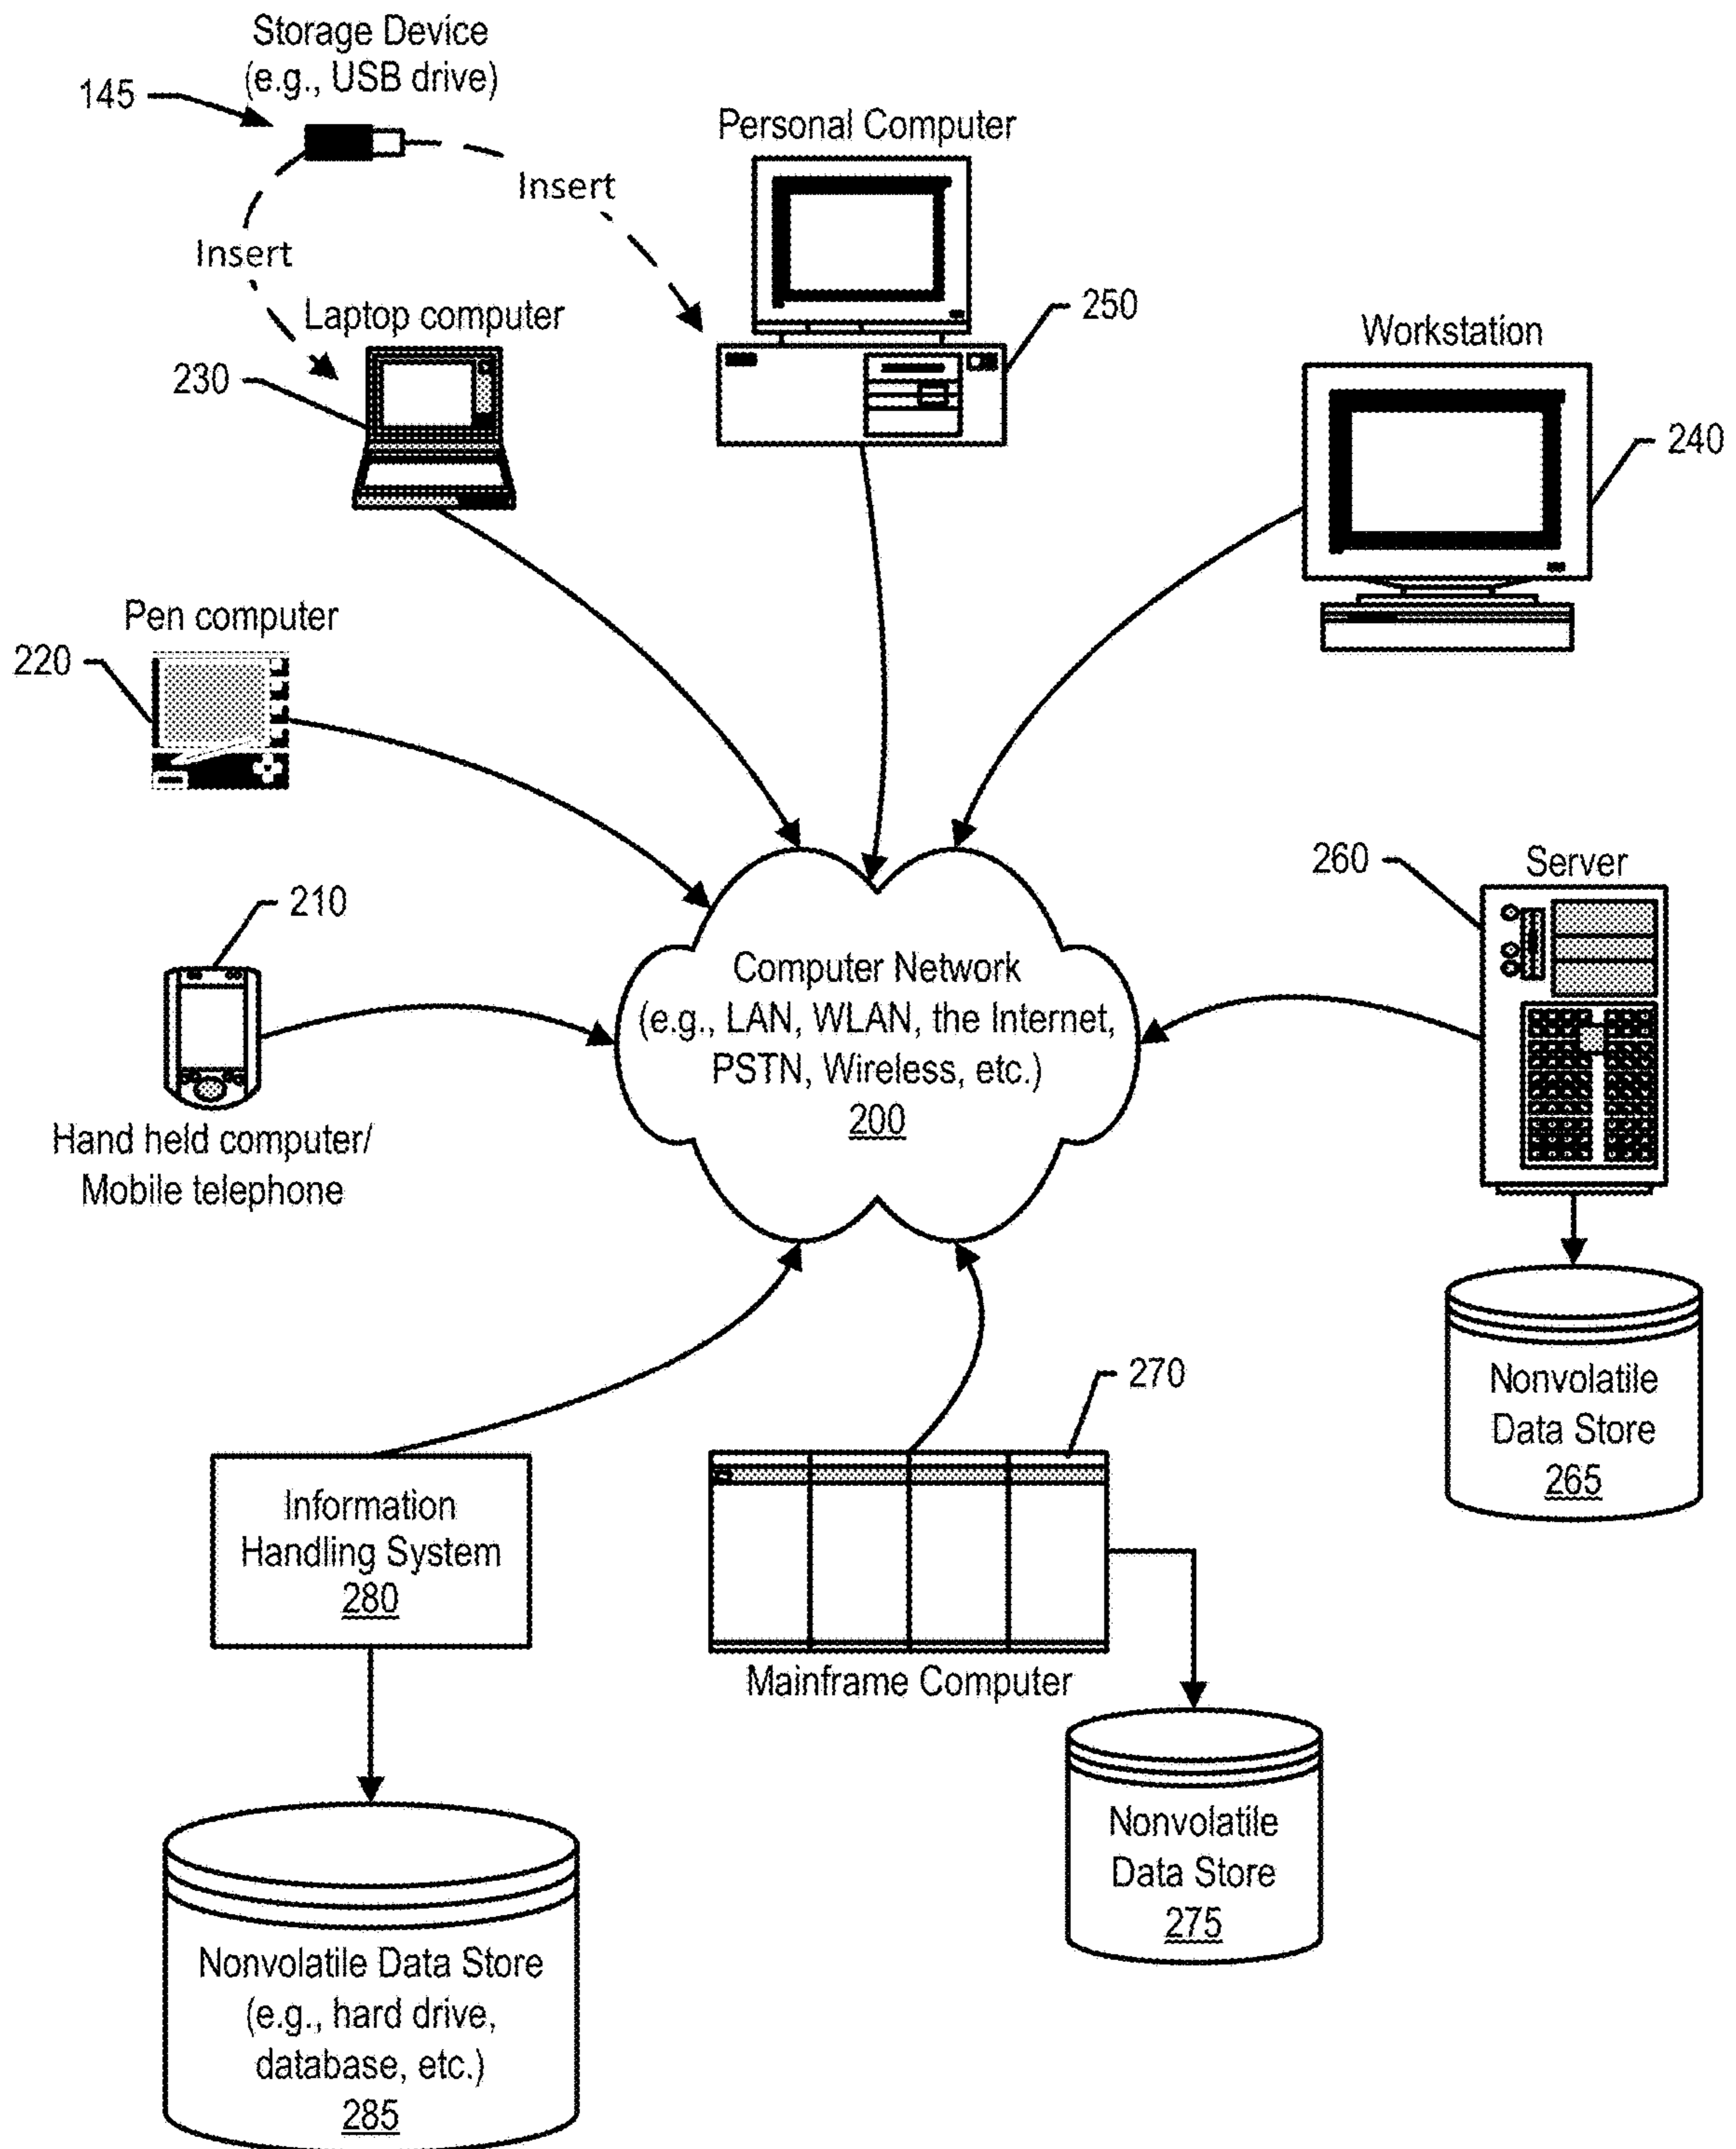 Storage Device
(e.g., USB drive)
145
Insert
Insert
Personal Computer
250
Laptop computer
230
Workstation
240
Pen computer
220
210
Hand held computer/
Mobile telephone
Computer Network
(e.g., LAN, WLAN, the Internet,
PSTN, Wireless, etc.)
200
260
Server
Nonvolatile
Data Store
265
270
Mainframe Computer
Information
Handling System
280
Nonvolatile
Data Store
275
Nonvolatile Data Store
(e.g., hard drive,
database, etc.)
285